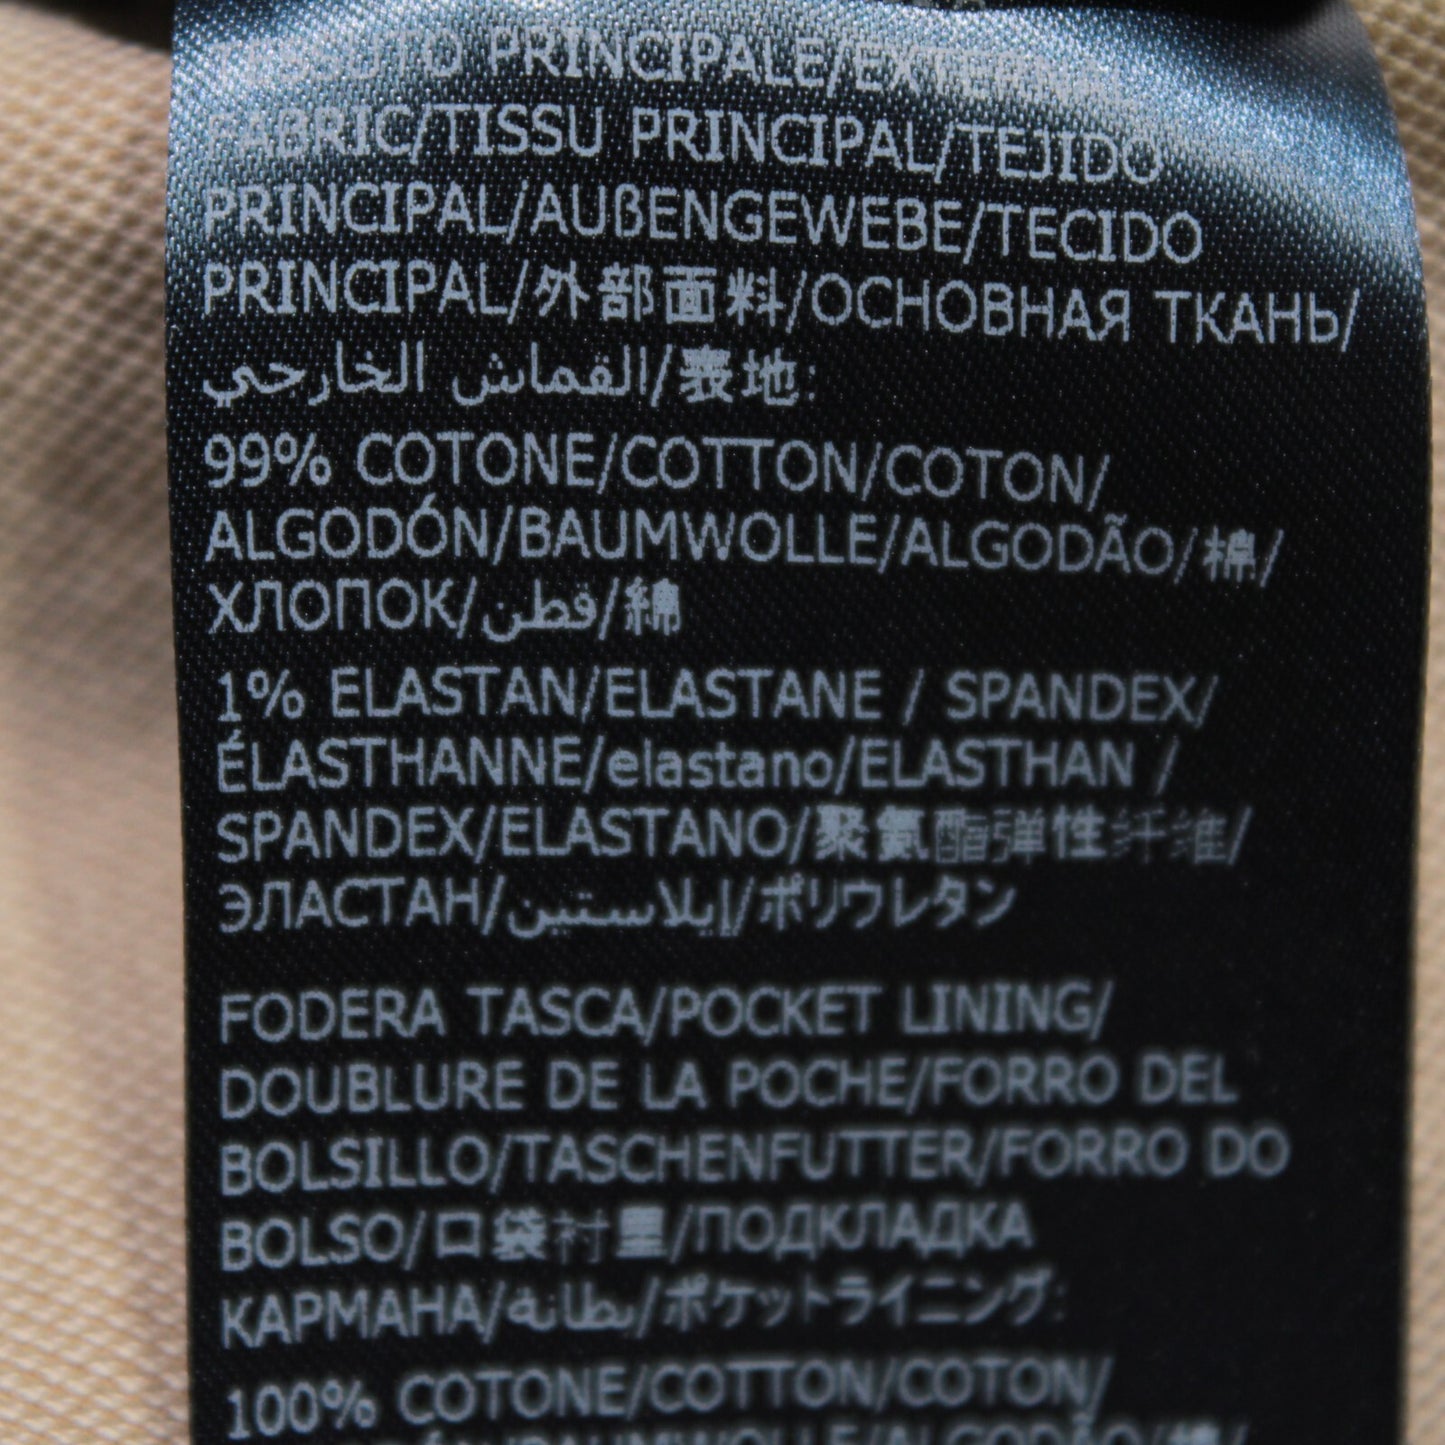 TESSUTO PRINCIPALE/EXTERNAL
FABRIC/TISSU PRINCIPAL/TEJIDO
PRINCIPAL/AUßENGEWEBE/TECIDO
PRINCIPAL/外部面料/ОСНОВНАЯ ТКАНЬ/
القماش الخارجي/表地:
99% COTONE/COTTON/COTON/
ALGODÓN/BAUMWOLLE/ALGODÃO/棉/
ХЛОПОК/قطن/綿
1% ELASTAN/ELASTANE / SPANDEX/
ÉLASTHANNE/elastano/ELASTHAN /
SPANDEX/ELASTANO/聚氨酯弹性纤维/
ЭЛАСТАН/إيلاستين/ポリウレタン
FODERA TASCA/POCKET LINING/
DOUBLURE DE LA POCHE/FORRO DEL
BOLSILLO/TASCHENFUTTER/FORRO DO
BOLSO/口袋衬里/ПОДКЛАДКА
КАРМАНА/بطانة/ポケットライニング:
100% COTONE/COTTON/COTON/
ALGODÓN/BAUMWOLLE/ALGODÃO/棉/